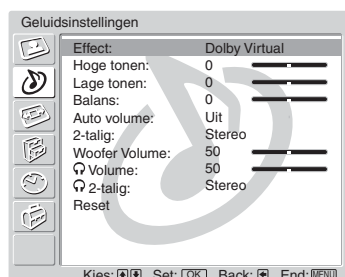 Geluidsinstellingen
Effect: Dolby Virtual
Hoge tonen: 0
Lage tonen: 0
Balans: 0
Auto volume: Uit
2-talig: Stereo
Woofer Volume: 50
Volume: 50
2-talig: Stereo
Reset
Kies: Set: OK Back: End: MENU